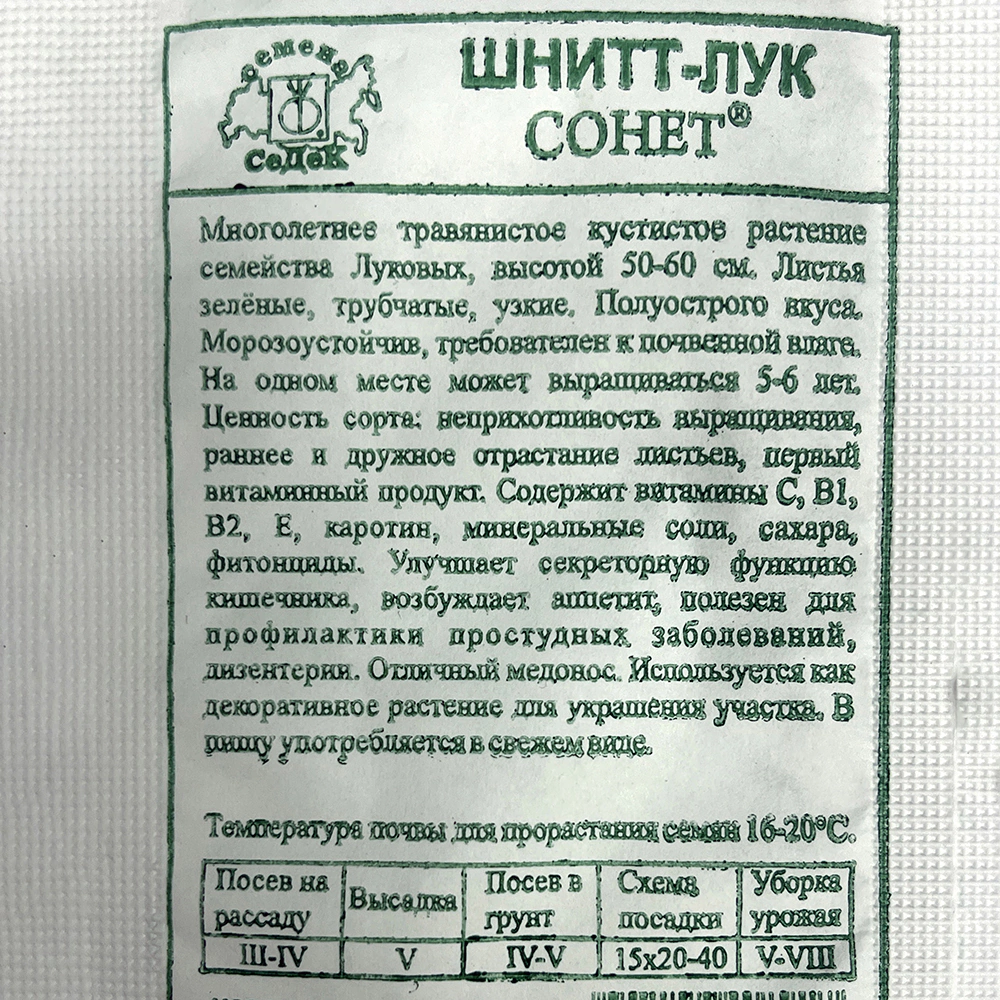 семена
СеДеК
ШНИТТ-ЛУК
СОНЕТ®
Многолетнее травянистое кустистое растение
семейства Луковых, высотой 50-60 см. Листья
зелёные, трубчатые, узкие. Полуострого вкуса.
Морозоустойчив, требователен к почвенной влаге.
На одном месте может выращиваться 5-6 лет.
Ценность сорта: неприхотливость выращивания,
раннее и дружное отрастание листьев, первый
витаминный продукт. Содержит витамины С, В1,
В2, Е, каротин, минеральные соли, сахара,
фитонциды. Улучшает секреторную функцию
кишечника, возбуждает аппетит, полезен для
профилактики простудных заболеваний,
дизентерии. Отличный медонос. Используется как
декоративное растение для украшения участка. В
пищу употребляется в свежем виде.
Температура почвы для прорастания семян 16-20°С.
Посев на рассаду Высадка Посев в грунт Схема посадки Уборка урожая
III-IV V IV-V 15х20-40 V-VIII